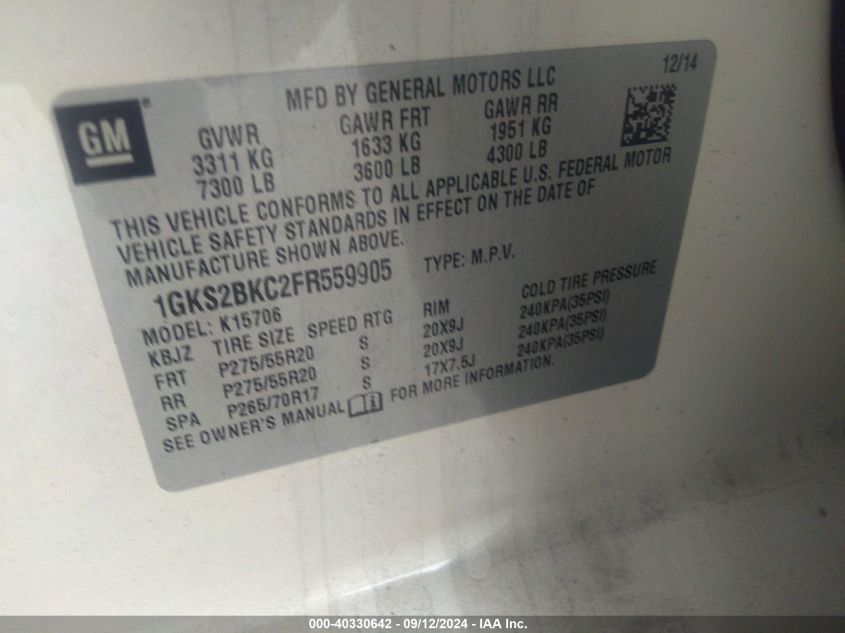 12/14
MFD BY GENERAL MOTORS LLC
GM®
GVWR GAWR FRT GAWR RR
3311 KG 1633 KG 1951 KG
7300 LB 3600 LB 4300 LB
THIS VEHICLE CONFORMS TO ALL APPLICABLE U.S. FEDERAL MOTOR
VEHICLE SAFETY STANDARDS IN EFFECT ON THE DATE OF
MANUFACTURE SHOWN ABOVE.
1GKS2BKC2FR559905 TYPE: M.P.V.
MODEL: K15706
KBJZ TIRE SIZE SPEED RTG RIM COLD TIRE PRESSURE
FRT P275/55R20 S 20X9J 240KPA(35PSI)
RR P275/55R20 S 20X9J 240KPA(35PSI)
SPA P265/70R17 S 17X7.5J 240KPA(35PSI)
SEE OWNER'S MANUAL FOR MORE INFORMATION.
000-40330642 - 09/12/2024 - IAA Inc.